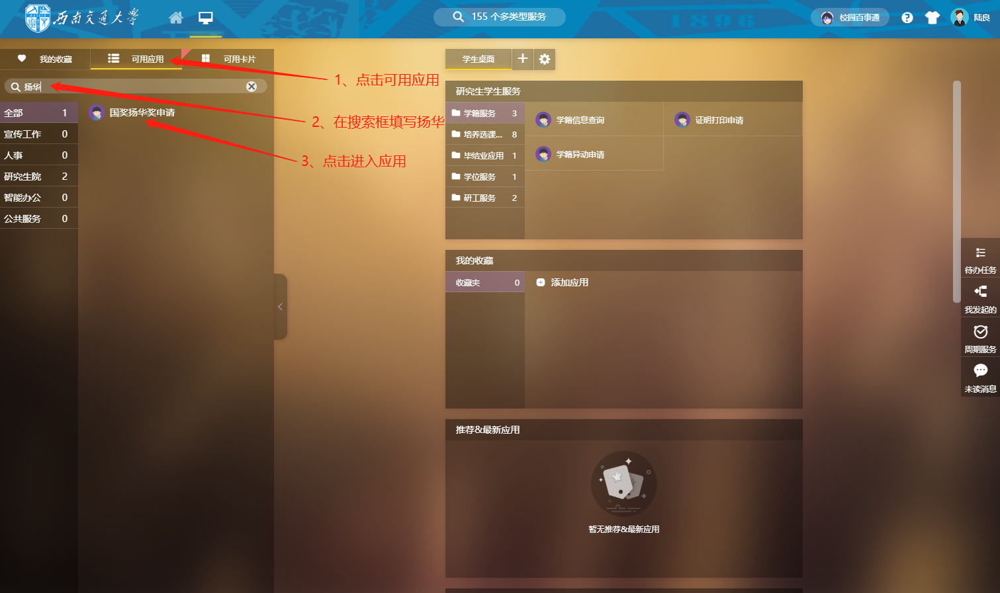 西南交通大学
155 个多类型服务
1896
校园百事通
陆良
我的收藏
可用应用
可用卡片
扬华
全部 1
宣传工作 0
人事 0
研究生院 2
智能办公 0
公共服务 0
国奖扬华奖申请
1、点击可用应用
2、在搜索框填写扬华
3、点击进入应用
学生桌面
研究生学生服务
学籍服务 3
培养选课... 8
毕结业应用 1
学位服务 1
研工服务 2
学籍信息查询
证明打印申请
学籍异动申请
我的收藏
收藏夹 0
添加应用
推荐&最新应用
暂无推荐&最新应用
待办任务
我发起的
周期服务
未读消息